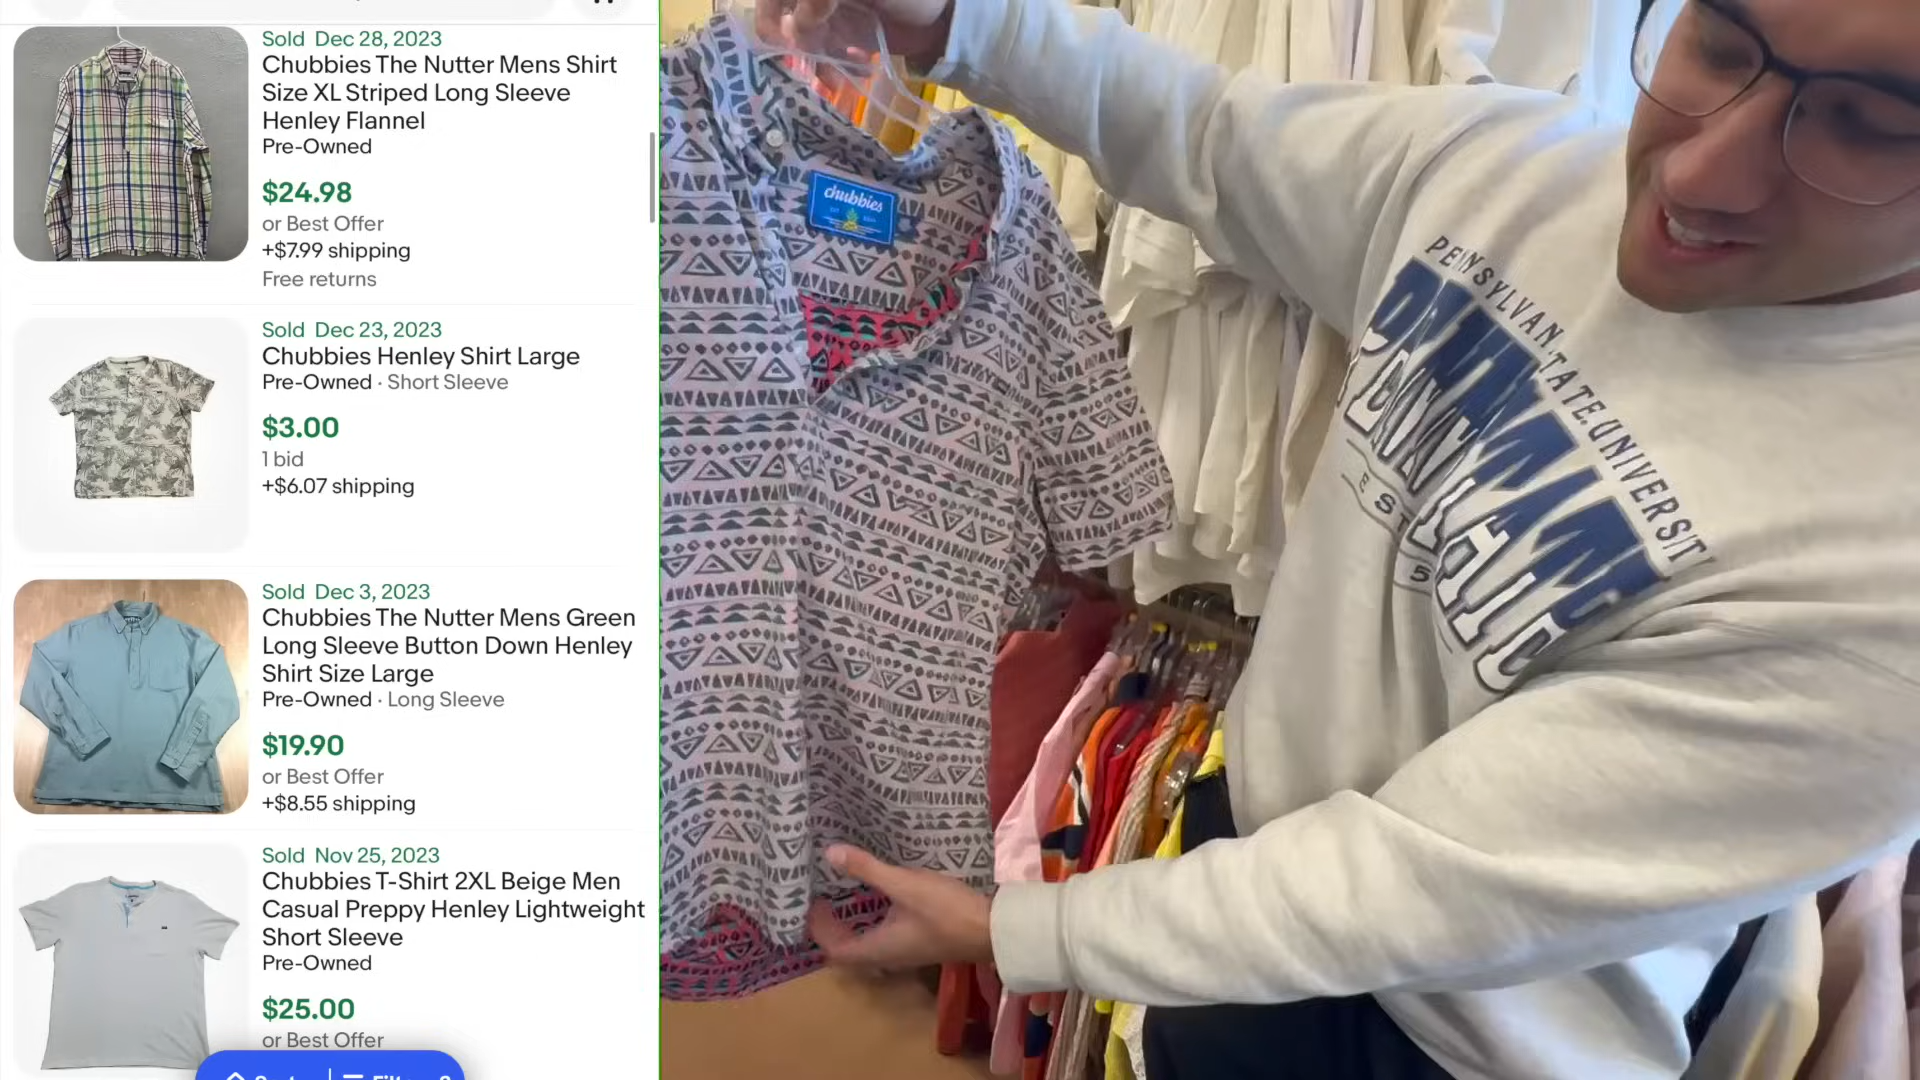 Sold Dec 28, 2023
Chubbies The Nutter Mens Shirt
Size XL Striped Long Sleeve
Henley Flannel
Pre-Owned
$24.98
or Best Offer
+$7.99 shipping
Free returns
Sold Dec 23, 2023
Chubbies Henley Shirt Large
Pre-Owned · Short Sleeve
$3.00
1 bid
+$6.07 shipping
Sold Dec 3, 2023
Chubbies The Nutter Mens Green
Long Sleeve Button Down Henley
Shirt Size Large
Pre-Owned · Long Sleeve
$19.90
or Best Offer
+$8.55 shipping
Sold Nov 25, 2023
Chubbies T-Shirt 2XL Beige Men
Casual Preppy Henley Lightweight
Short Sleeve
Pre-Owned
$25.00
or Best Offer
chubbies